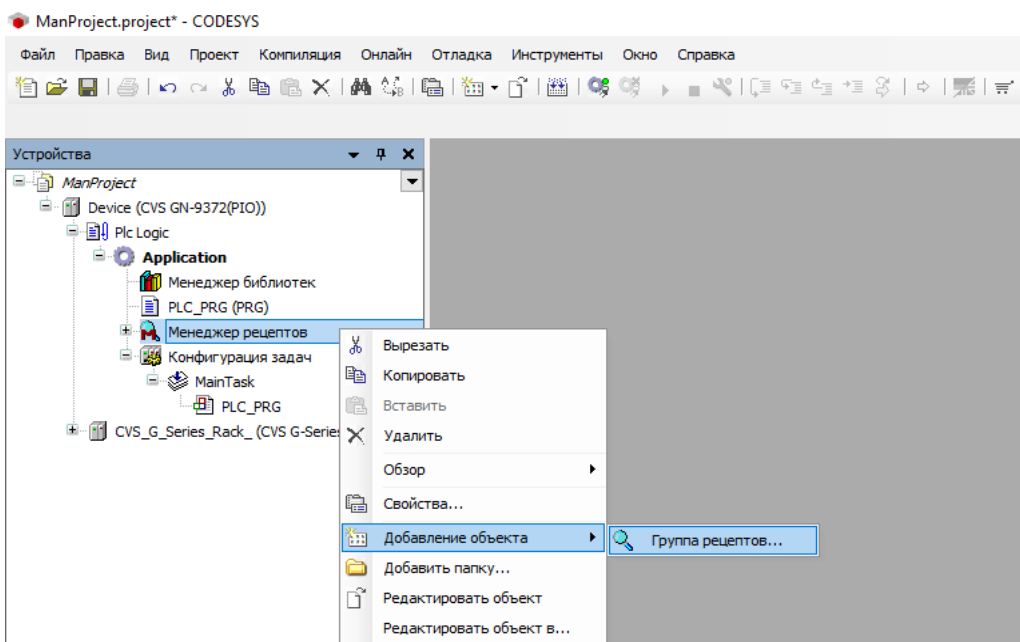 ManProject.project* - CODESYS
Файл Правка Вид Проект Компиляция Онлайн Отладка Инструменты Окно Справка
Устройства
ManProject
Device (CVS GN-9372(PIO))
Plc Logic
Application
Менеджер библиотек
PLC_PRG (PRG)
Менеджер рецептов
Конфигурация задач
MainTask
PLC_PRG
CVS_G_Series_Rack_ (CVS G-Serie
Вырезать
Копировать
Вставить
Удалить
Обзор
Свойства...
Добавление объекта
Группа рецептов...
Добавить папку...
Редактировать объект
Редактировать объект в...